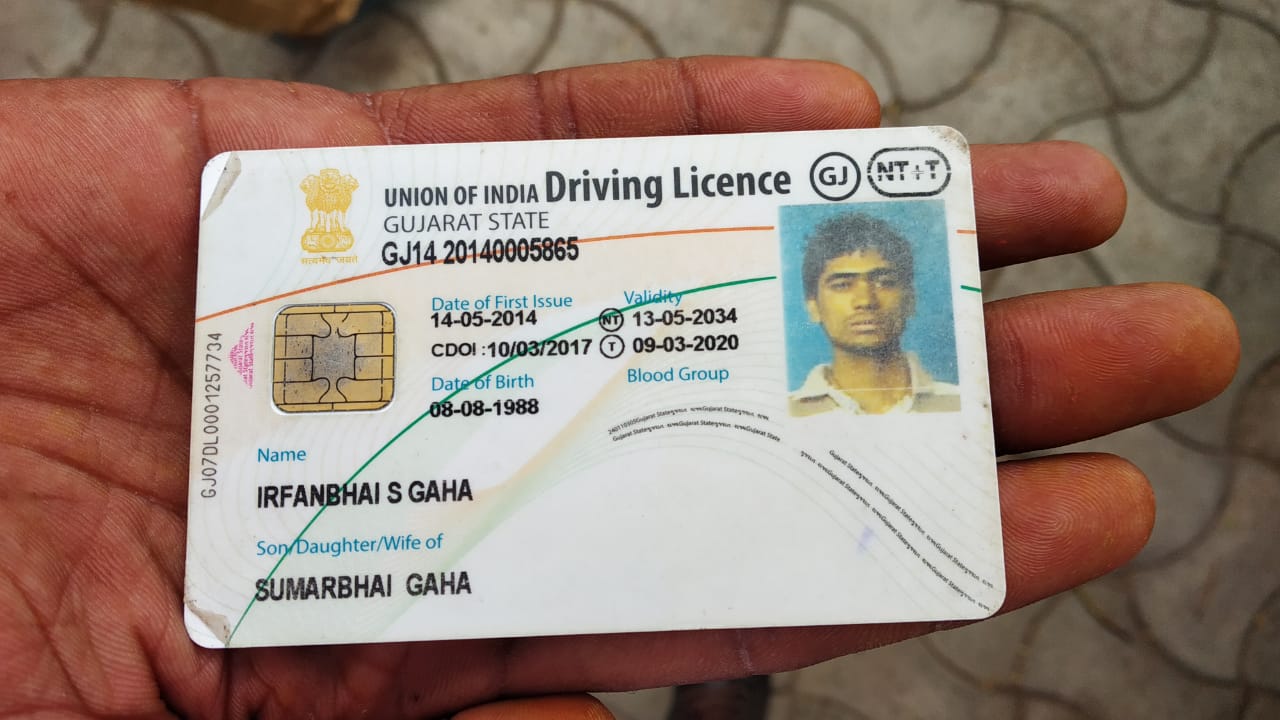 UNION OF INDIA Driving Licence GJ NT+T
GUJARAT STATE
GJ14 20140005865
सत्यमेव जयते
Date of First Issue Validity
14-05-2014 NT 13-05-2034
CDOI :10/03/2017 T 09-03-2020
Date of Birth Blood Group
08-08-1988
Name
IRFANBHAI S GAHA
Son/Daughter/Wife of
SUMARBHAI GAHA
GJ07DL0001257734